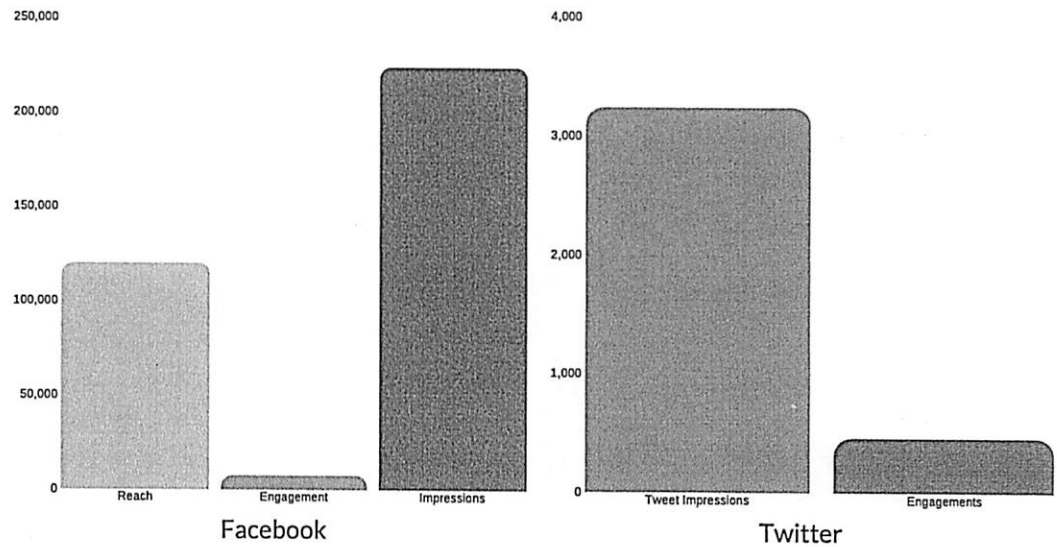 250,000
200,000
150,000
100,000
50,000
0
Reach
Engagement
Impressions
Facebook
4,000
3,000
2,000
1,000
0
Tweet Impressions
Engagements
Twitter